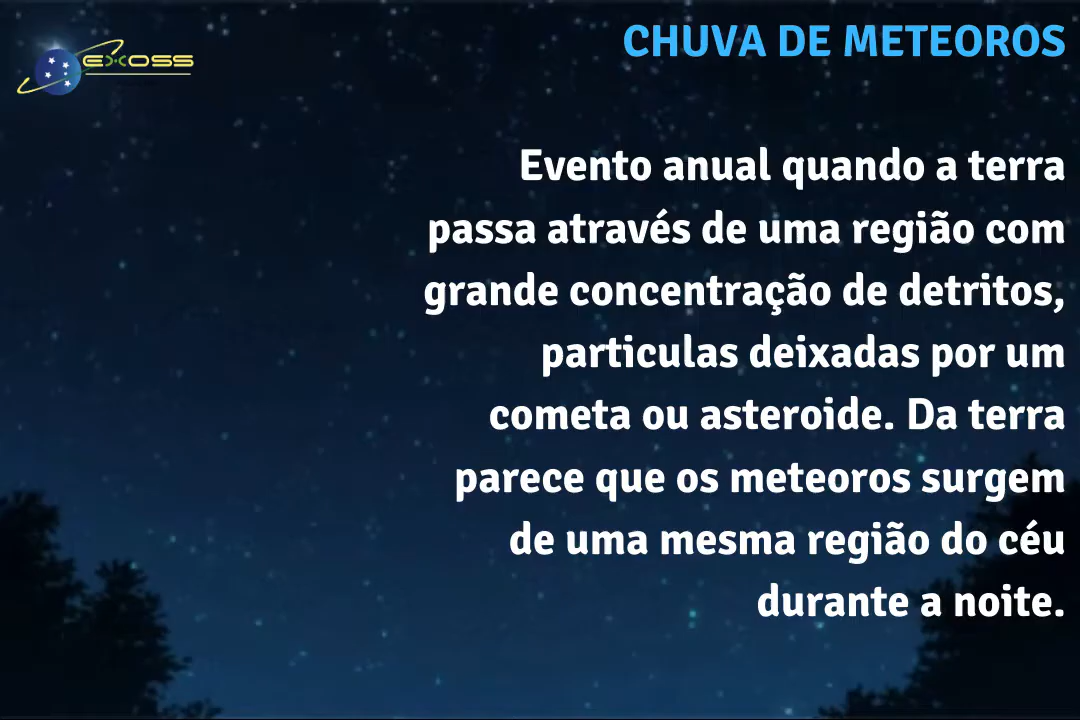 EXOSS
CHUVA DE METEOROS
Evento anual quando a terra
passa através de uma região com
grande concentração de detritos,
particulas deixadas por um
cometa ou asteroide. Da terra
parece que os meteoros surgem
de uma mesma região do céu
durante a noite.